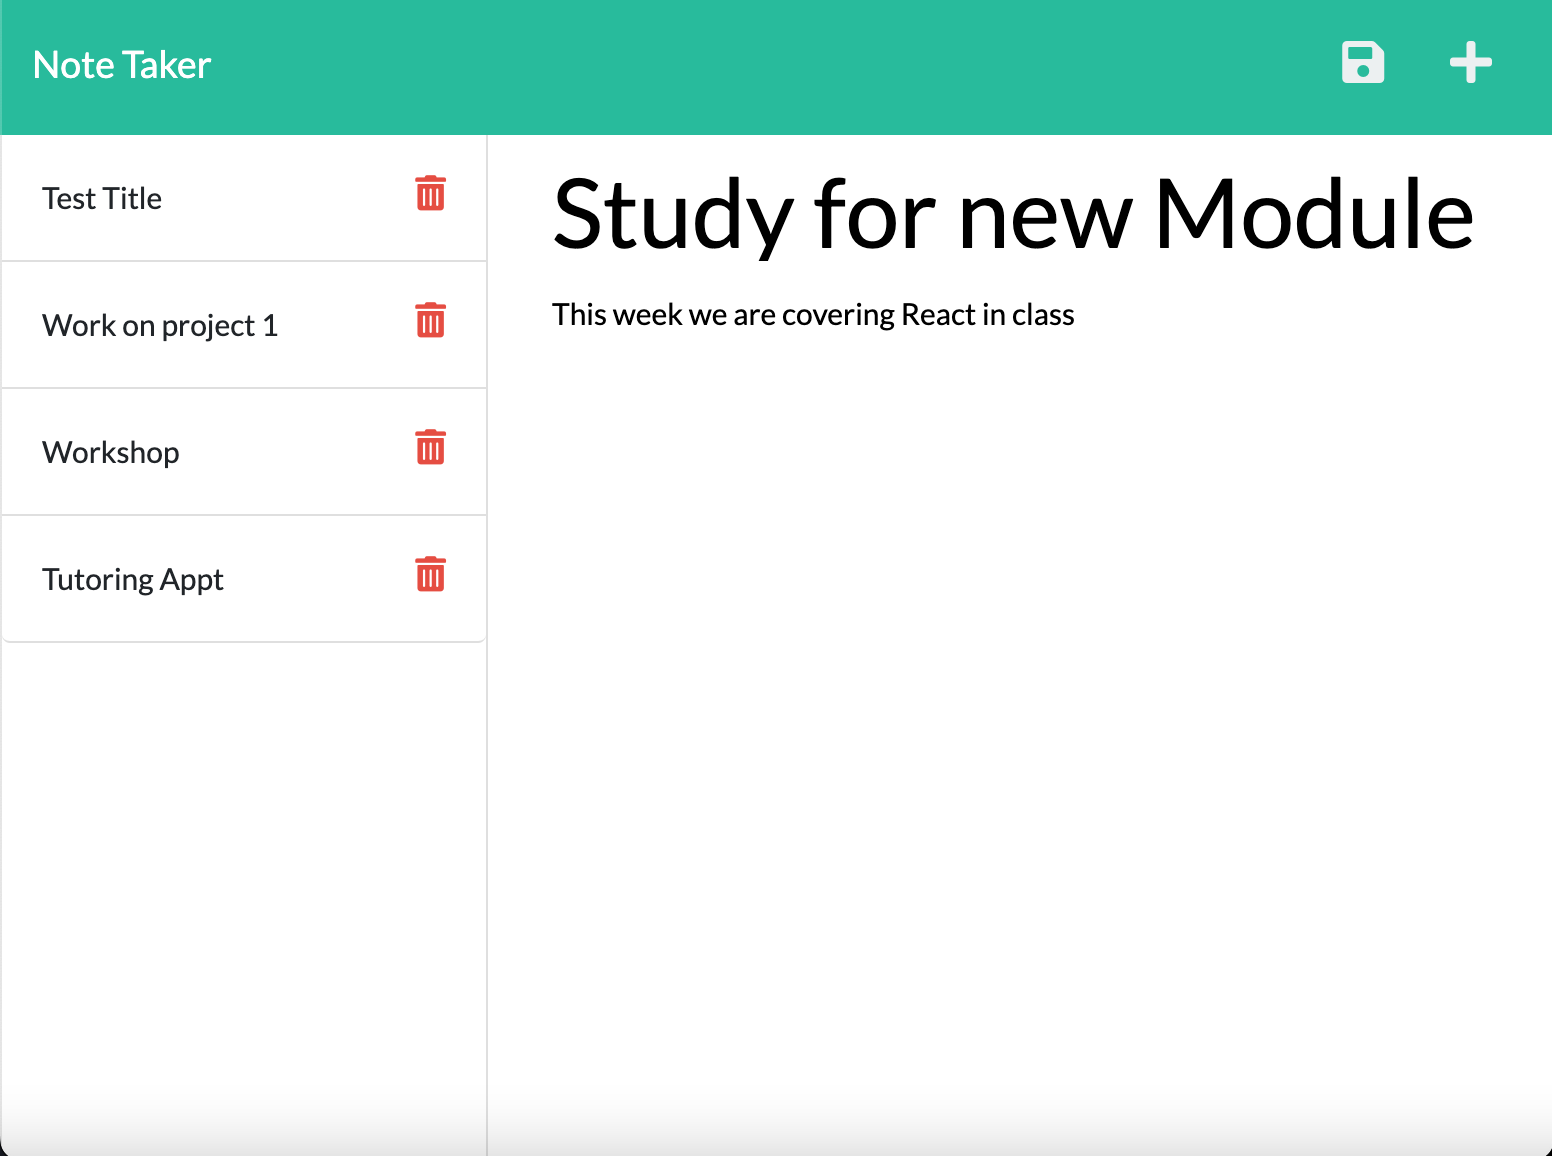 Note Taker
Test Title
Work on project 1
Workshop
Tutoring Appt
Study for new Module
This week we are covering React in class